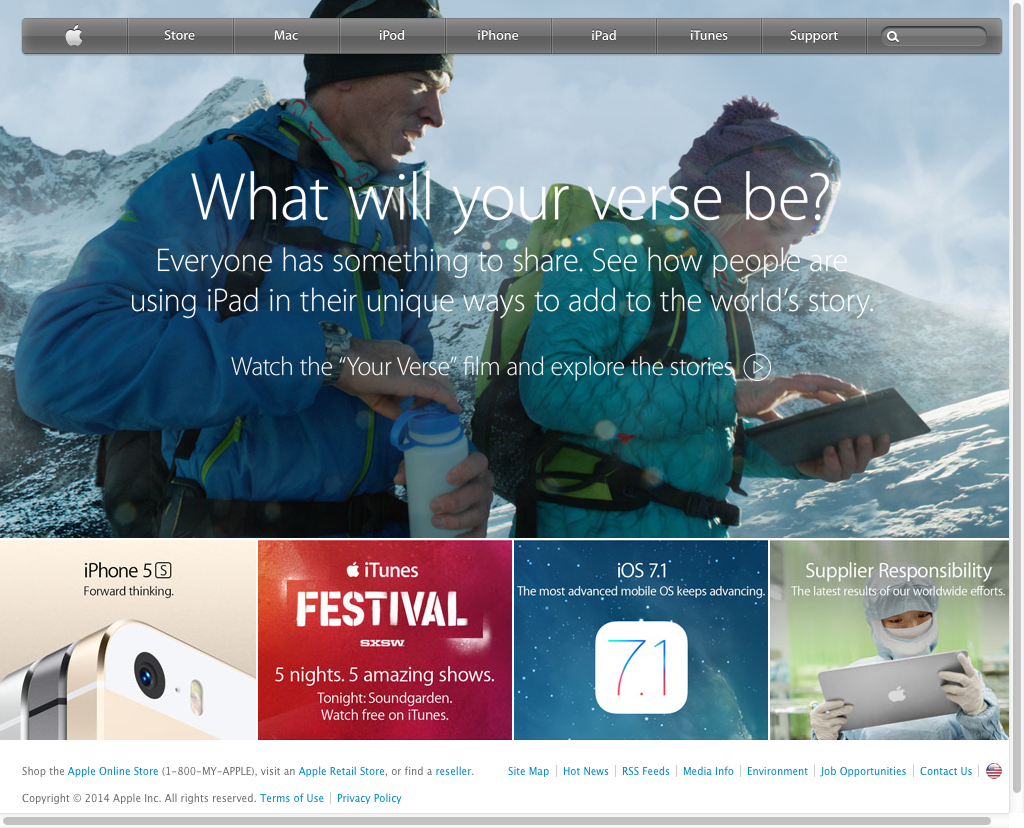 Store Mac iPod iPhone iPad iTunes Support
What will your verse be?
Everyone has something to share. See how people are
using iPad in their unique ways to add to the world’s story.
Watch the “Your Verse” film and explore the stories
iPhone 5S
Forward thinking.
iTunes
FESTIVAL
SXSW
5 nights. 5 amazing shows.
Tonight: Soundgarden.
Watch free on iTunes.
iOS 7.1
The most advanced mobile OS keeps advancing.
7.1
Supplier Responsibility
The latest results of our worldwide efforts.
Shop the Apple Online Store (1-800-MY-APPLE), visit an Apple Retail Store, or find a reseller.
Site Map Hot News RSS Feeds Media Info Environment Job Opportunities Contact Us
Copyright © 2014 Apple Inc. All rights reserved. Terms of Use Privacy Policy